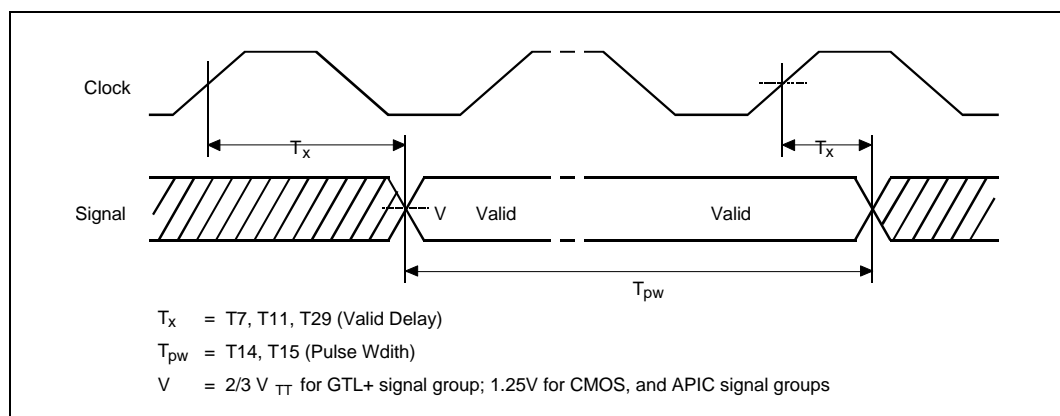 Clock
Tx
Tx
Signal
V Valid
Valid
Tpw
Tx = T7, T11, T29 (Valid Delay)
Tpw = T14, T15 (Pulse Wdith)
V = 2/3 V TT for GTL+ signal group; 1.25V for CMOS, and APIC signal groups